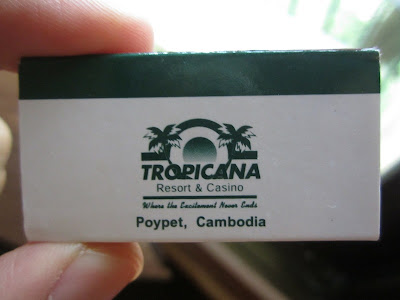 TROPICANA
Resort & Casino
Where the Excitement Never Ends
Poypet, Cambodia